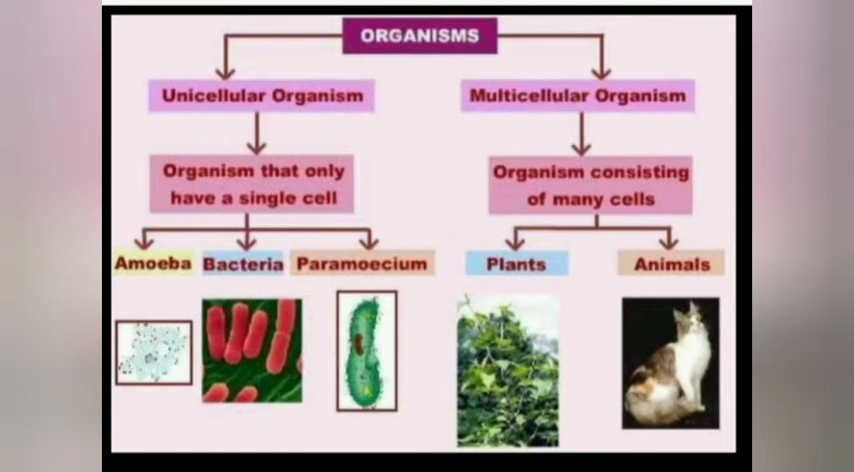 ORGANISMS
Unicellular Organism
Multicellular Organism
Organism that only
have a single cell
Organism consisting
of many cells
Amoeba
Bacteria
Paramoecium
Plants
Animals